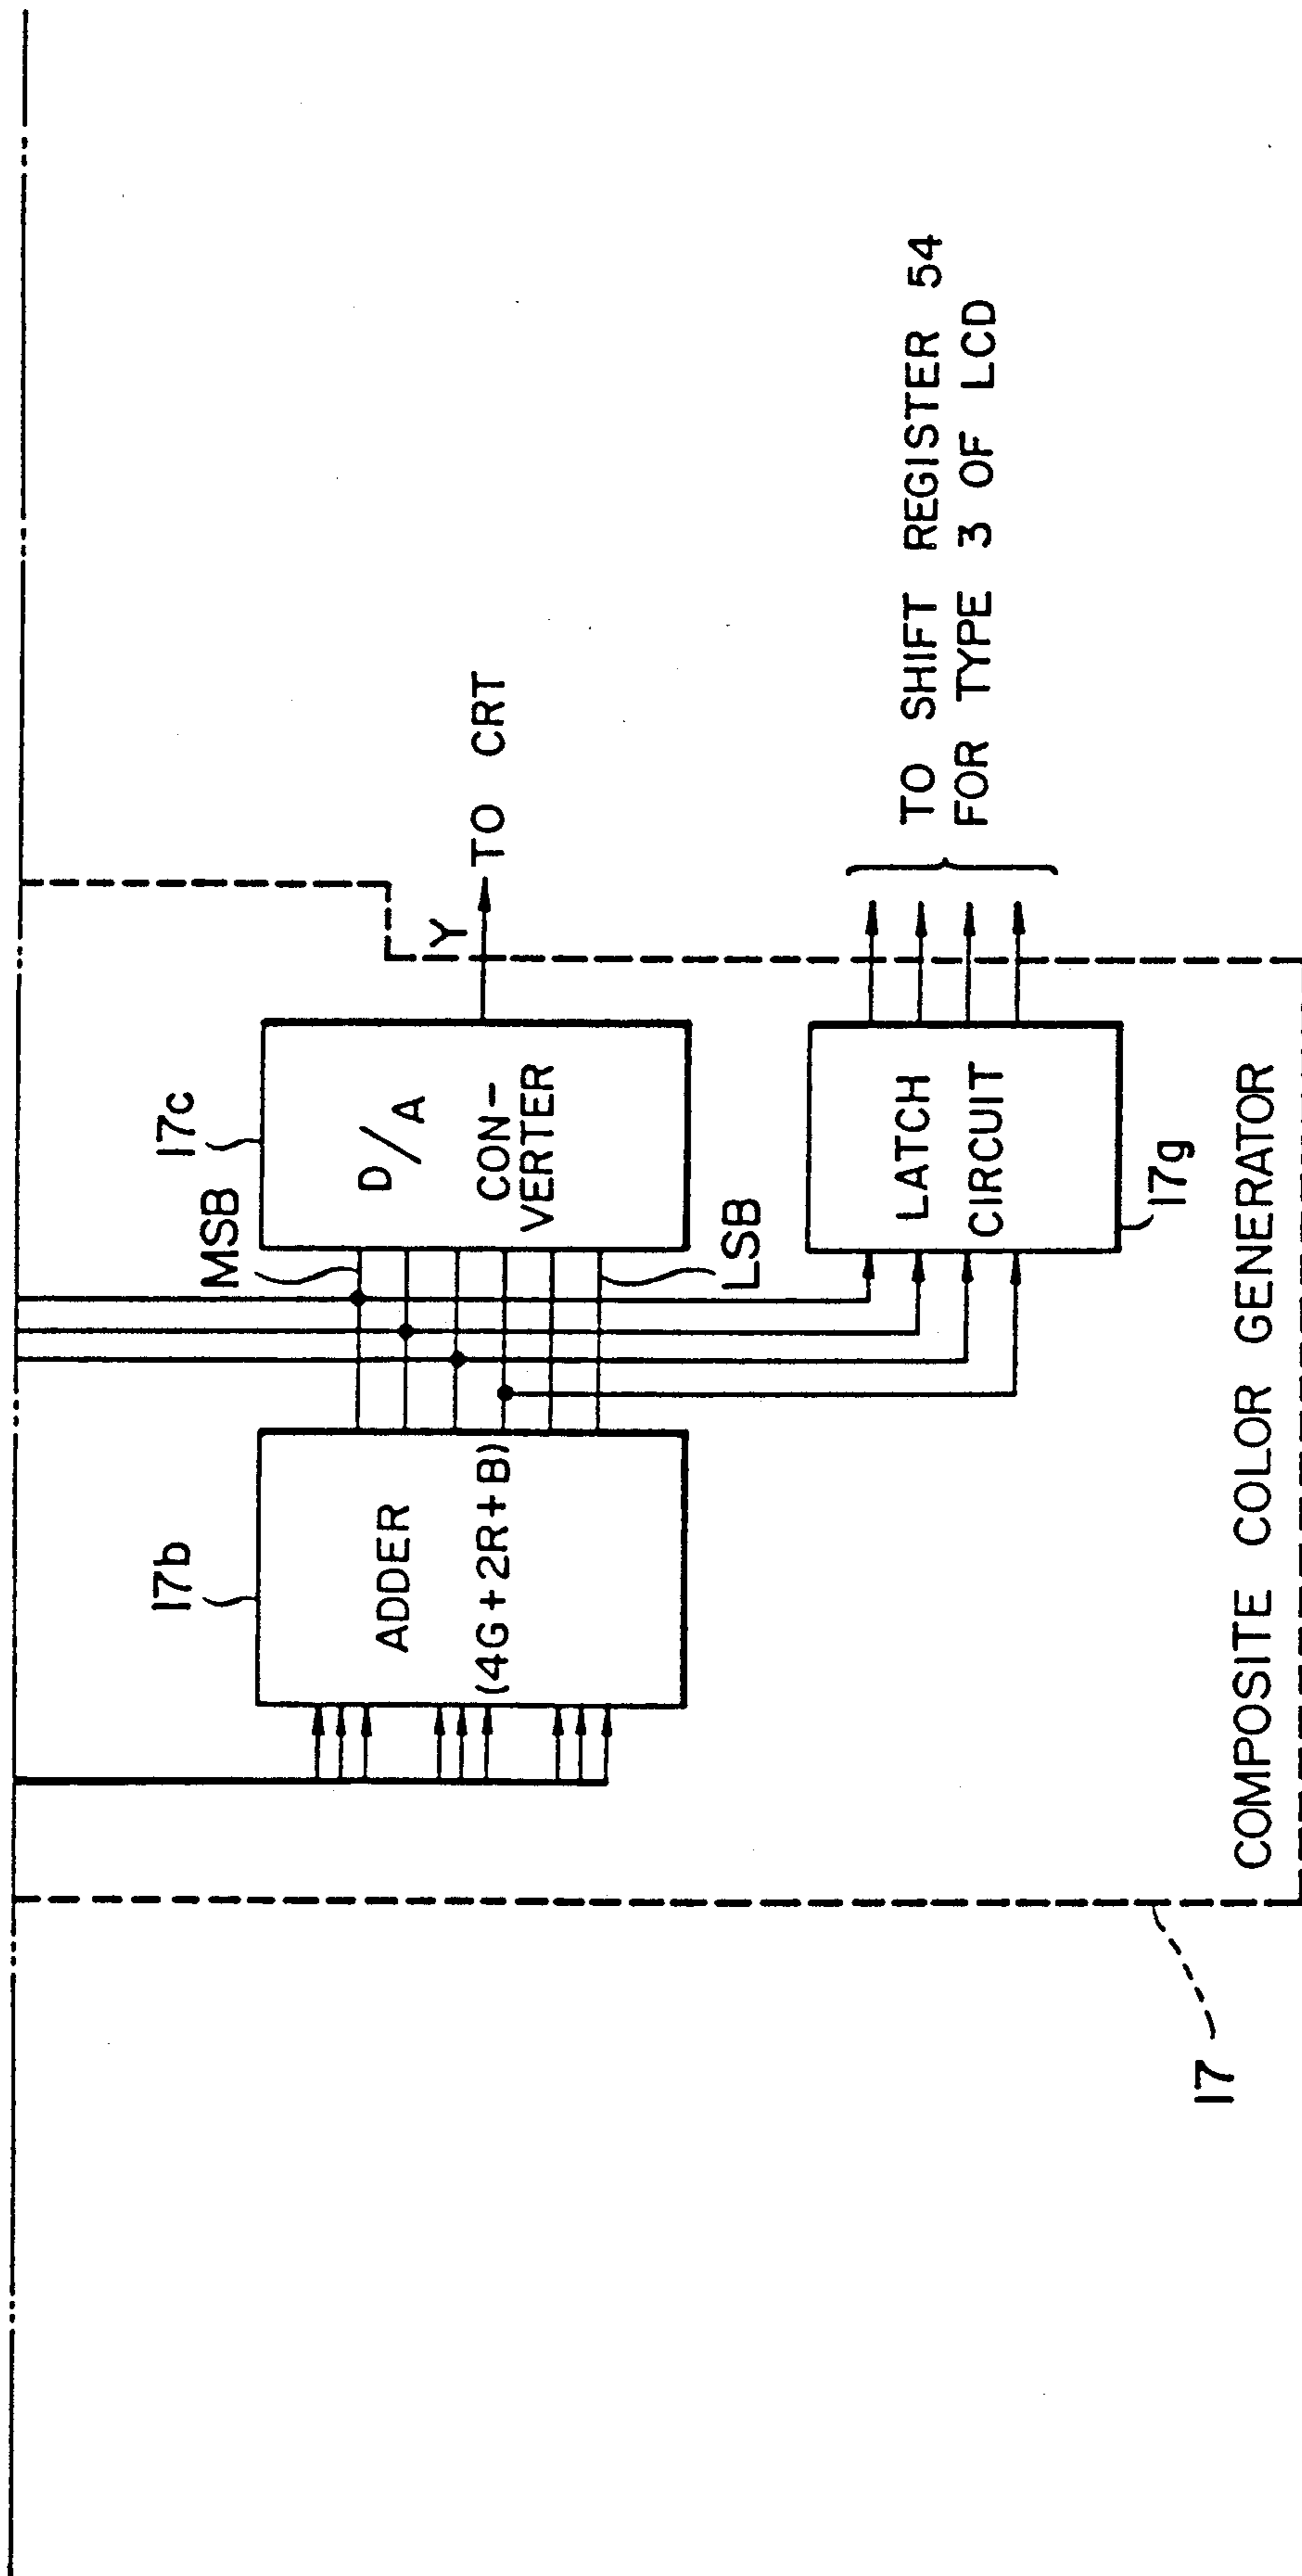 17b
ADDER
(4G+2R+B)
MSB
17c
D/A
CON-
VERTER
LSB
Y
TO CRT
LATCH
CIRCUIT
17g
TO SHIFT REGISTER 54
FOR TYPE 3 OF LCD
COMPOSITE COLOR GENERATOR
17